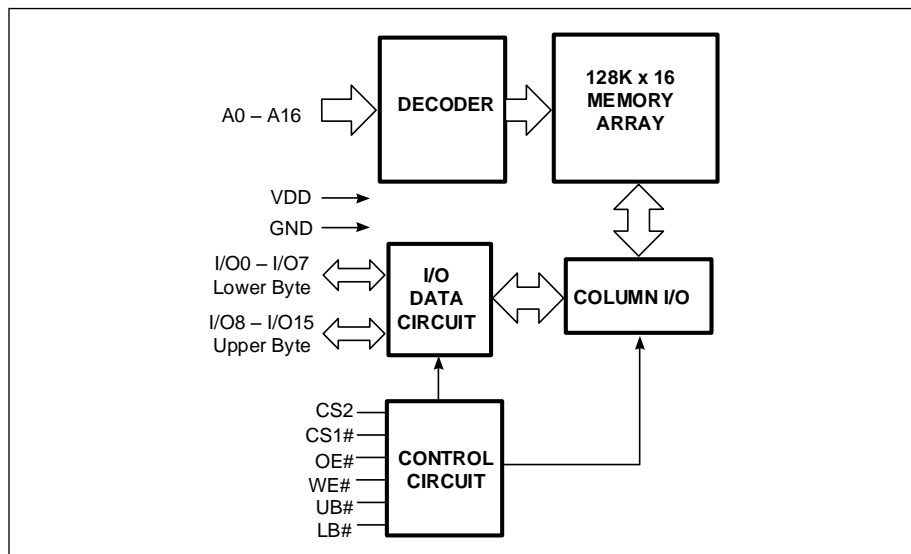 A0 – A16
DECODER
128K x 16
MEMORY
ARRAY
VDD
GND
I/O0 – I/O7
Lower Byte
I/O8 – I/O15
Upper Byte
I/O
DATA
CIRCUIT
COLUMN I/O
CS2
CS1#
OE#
WE#
UB#
LB#
CONTROL
CIRCUIT